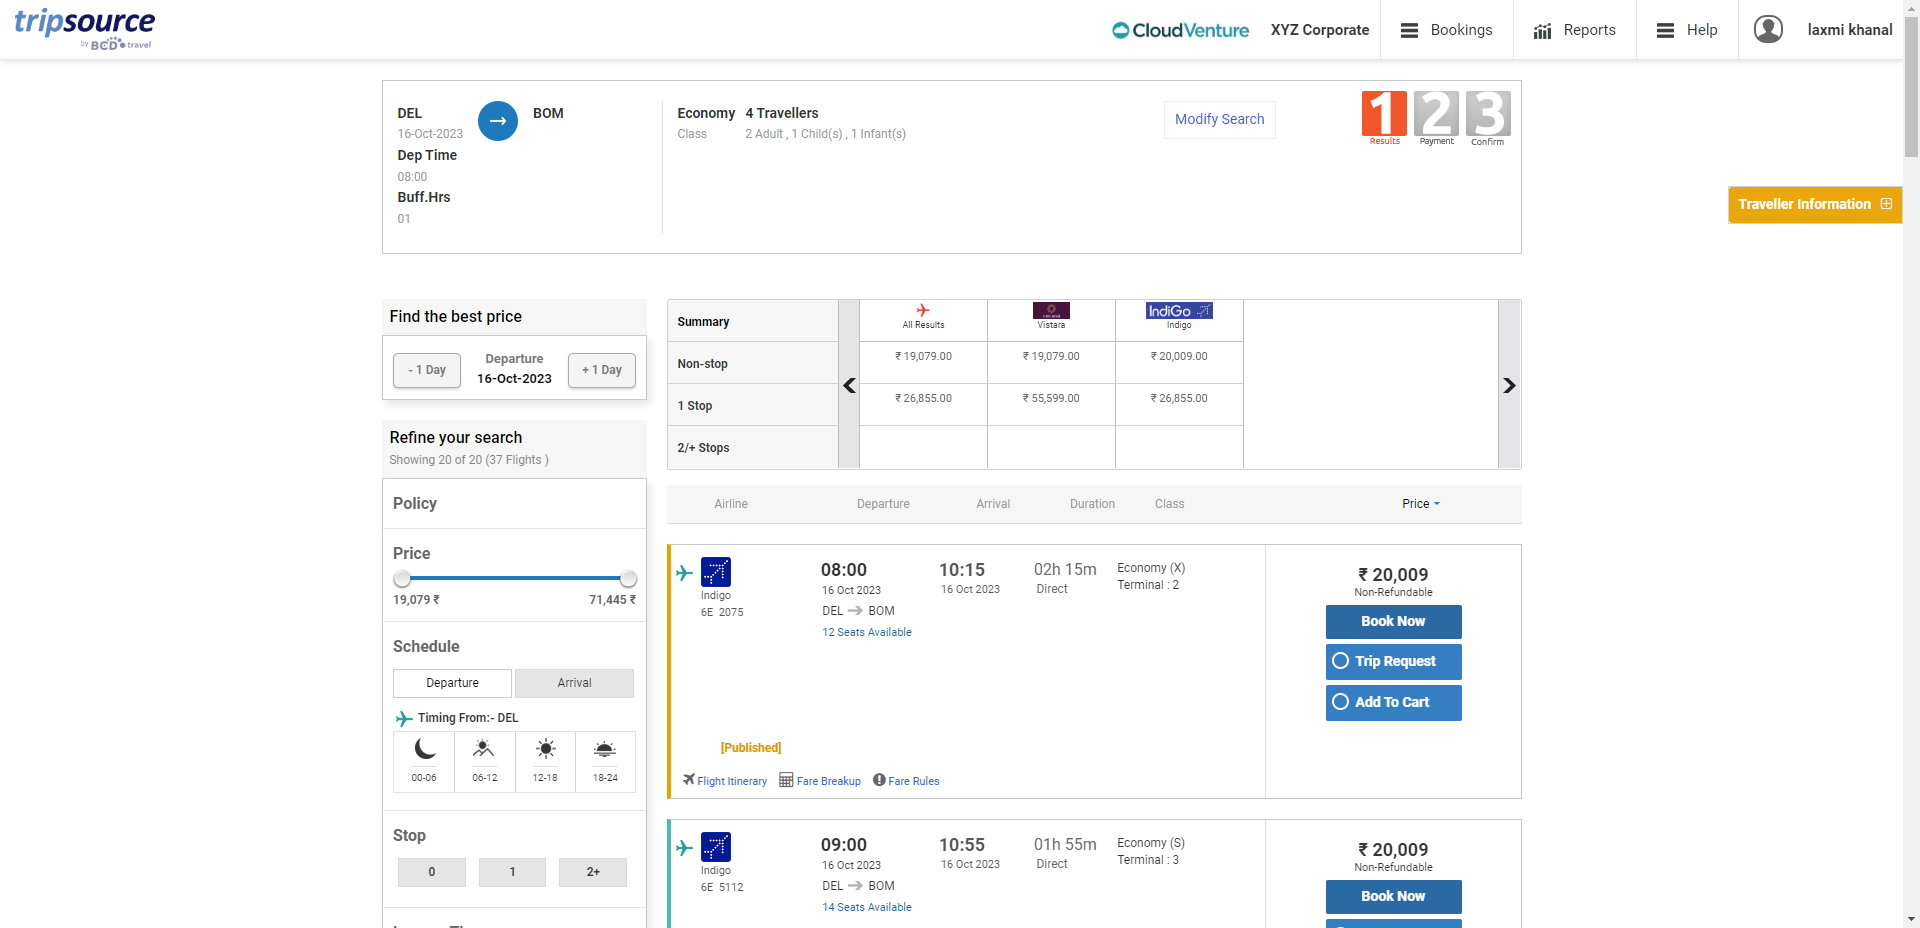 tripsource
by BCD travel
CloudVenture
XYZ Corporate
Bookings
Reports
Help
laxmi khanal
DEL
16-Oct-2023
Dep Time
08:00
Buff.Hrs
01
BOM
Economy
Class
4 Travellers
2 Adult , 1 Child(s) , 1 Infant(s)
Modify Search
1 2 3
Results Payment Confirm
Traveller Information
Find the best price
- 1 Day
Departure
16-Oct-2023
+ 1 Day
Refine your search
Showing 20 of 20 (37 Flights )
Policy
Price
19,079 ₹ 71,445 ₹
Schedule
Departure Arrival
Timing From:- DEL
00-06 06-12 12-18 18-24
Stop
0 1 2+
Summary
All Results
Vistara
IndiGo
Indigo
Non-stop ₹ 19,079.00 ₹ 19,079.00 ₹ 20,009.00
1 Stop ₹ 26,855.00 ₹ 55,599.00 ₹ 26,855.00
2/+ Stops
Airline Departure Arrival Duration Class Price
Indigo
6E 2075
08:00
16 Oct 2023
DEL BOM
12 Seats Available
10:15
16 Oct 2023
02h 15m
Direct
Economy (X)
Terminal : 2
₹ 20,009
Non-Refundable
Book Now
Trip Request
Add To Cart
[Published]
Flight Itinerary Fare Breakup Fare Rules
Indigo
6E 5112
09:00
16 Oct 2023
DEL BOM
14 Seats Available
10:55
16 Oct 2023
01h 55m
Direct
Economy (S)
Terminal : 3
₹ 20,009
Non-Refundable
Book Now